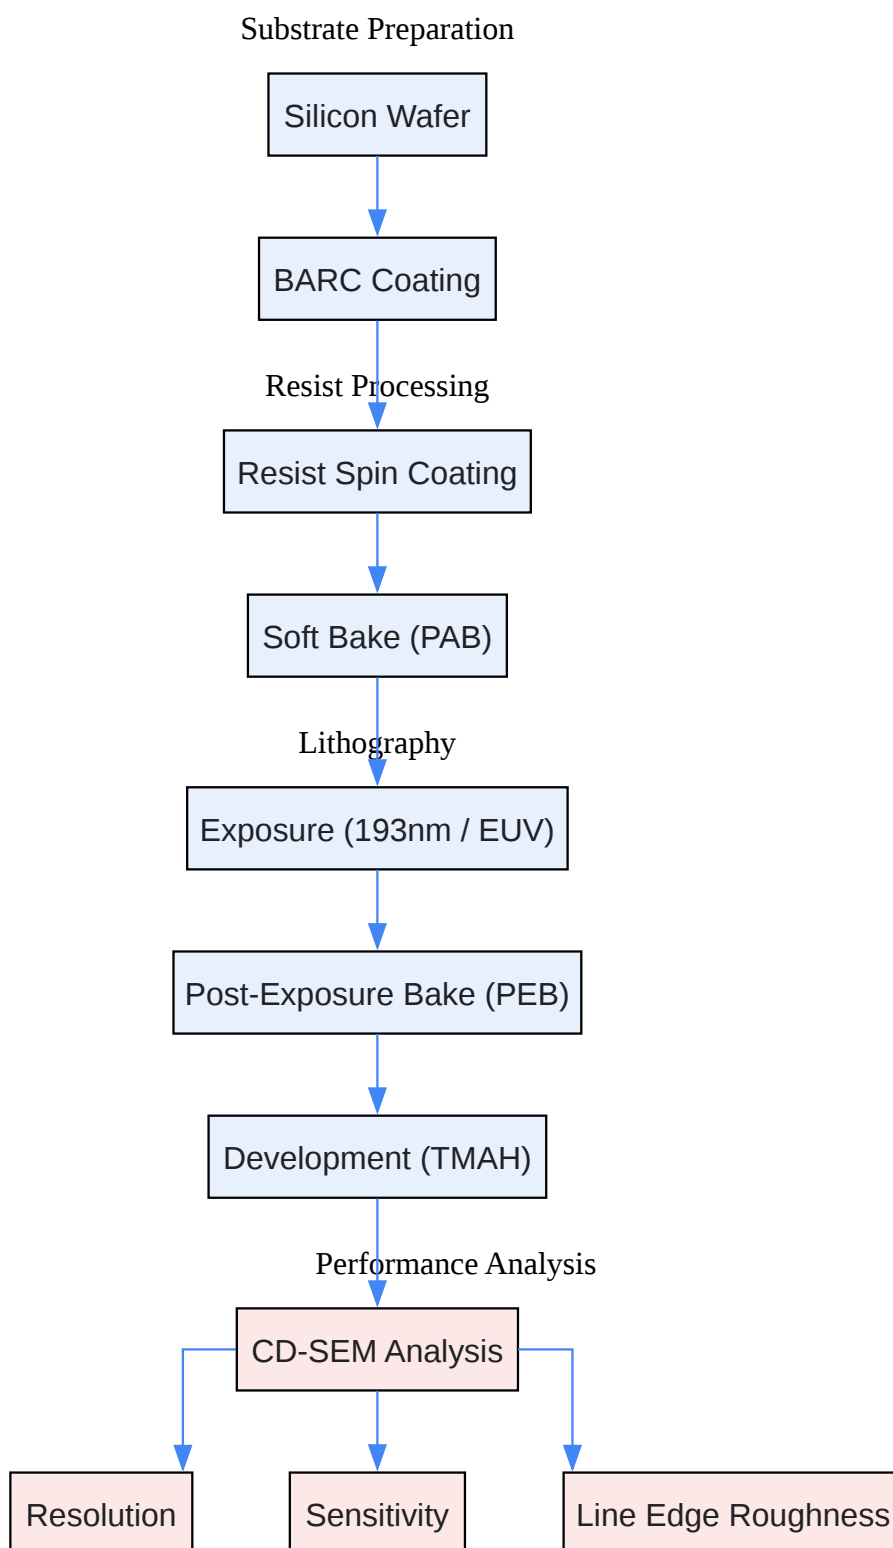 Substrate Preparation
Silicon Wafer
BARC Coating
Resist Processing
Resist Spin Coating
Soft Bake (PAB)
Lithography
Exposure (193nm / EUV)
Post-Exposure Bake (PEB)
Development (TMAH)
Performance Analysis
CD-SEM Analysis
Resolution
Sensitivity
Line Edge Roughness